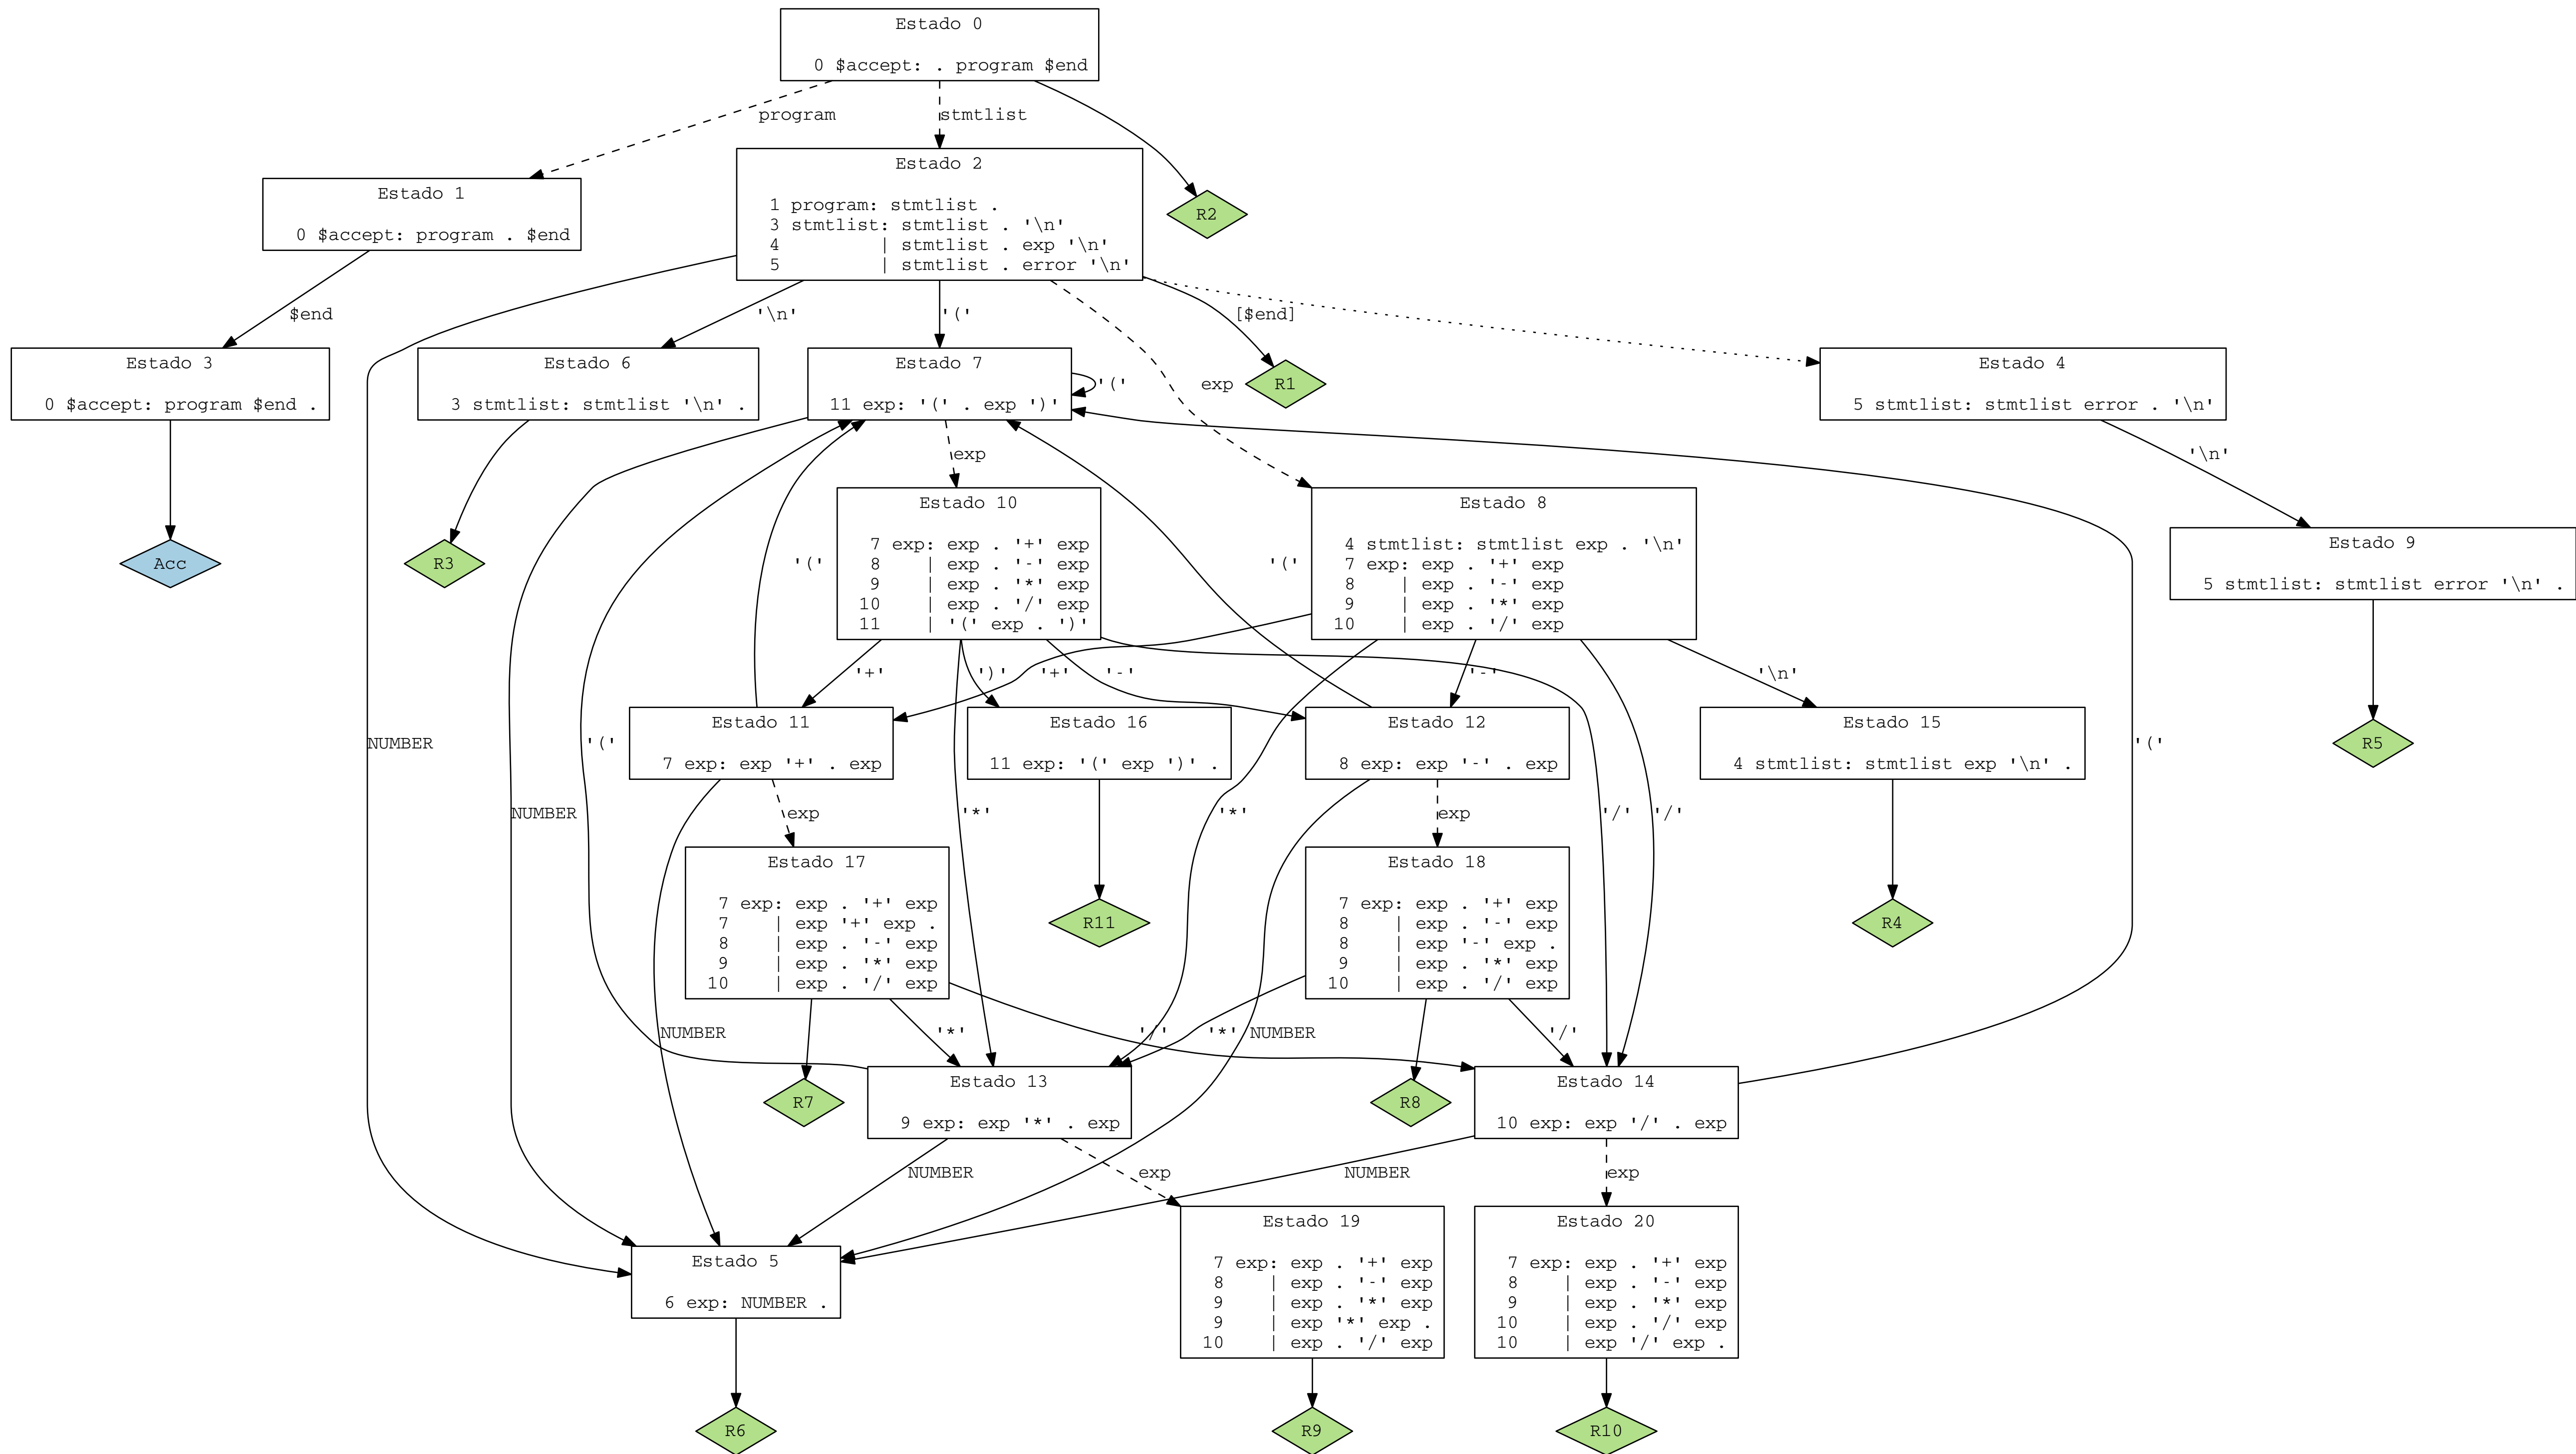 Estado 0
0 $accept: . program $end
program
stmtlist
Estado 2
1 program: stmtlist .
3 stmtlist: stmtlist . '\n'
4 | stmtlist . exp '\n'
5 | stmtlist . error '\n'
Estado 1
0 $accept: program . $end
R2
$end
'\n'
'('
[$end]
Estado 3
0 $accept: program $end .
Estado 6
3 stmtlist: stmtlist '\n' .
Estado 7
11 exp: '(' . exp ')'
'('
exp
R1
Estado 4
5 stmtlist: stmtlist error . '\n'
exp
'\n'
Estado 10
7 exp: exp . '+' exp
8 | exp . '-' exp
9 | exp . '*' exp
10 | exp . '/' exp
11 | '(' exp . ')'
Estado 8
4 stmtlist: stmtlist exp . '\n'
7 exp: exp . '+' exp
8 | exp . '-' exp
9 | exp . '*' exp
10 | exp . '/' exp
Acc
R3
'('
'('
Estado 9
5 stmtlist: stmtlist error '\n' .
'+'
')'
'+'
'-'
'-'
'\n'
NUMBER
'('
Estado 11
7 exp: exp '+' . exp
Estado 16
11 exp: '(' exp ')' .
Estado 12
8 exp: exp '-' . exp
Estado 15
4 stmtlist: stmtlist exp '\n' .
'('
R5
NUMBER
exp
'*'
'*'
exp
'/'
'/'
Estado 17
7 exp: exp . '+' exp
7 | exp '+' exp .
8 | exp . '-' exp
9 | exp . '*' exp
10 | exp . '/' exp
R11
Estado 18
7 exp: exp . '+' exp
8 | exp . '-' exp
8 | exp '-' exp .
9 | exp . '*' exp
10 | exp . '/' exp
R4
NUMBER
'*'
'/'
'*'
NUMBER
'/'
R7
Estado 13
9 exp: exp '*' . exp
R8
Estado 14
10 exp: exp '/' . exp
NUMBER
exp
NUMBER
exp
Estado 5
6 exp: NUMBER .
Estado 19
7 exp: exp . '+' exp
8 | exp . '-' exp
9 | exp . '*' exp
9 | exp '*' exp .
10 | exp . '/' exp
Estado 20
7 exp: exp . '+' exp
8 | exp . '-' exp
9 | exp . '*' exp
10 | exp . '/' exp
10 | exp '/' exp .
R6
R9
R10